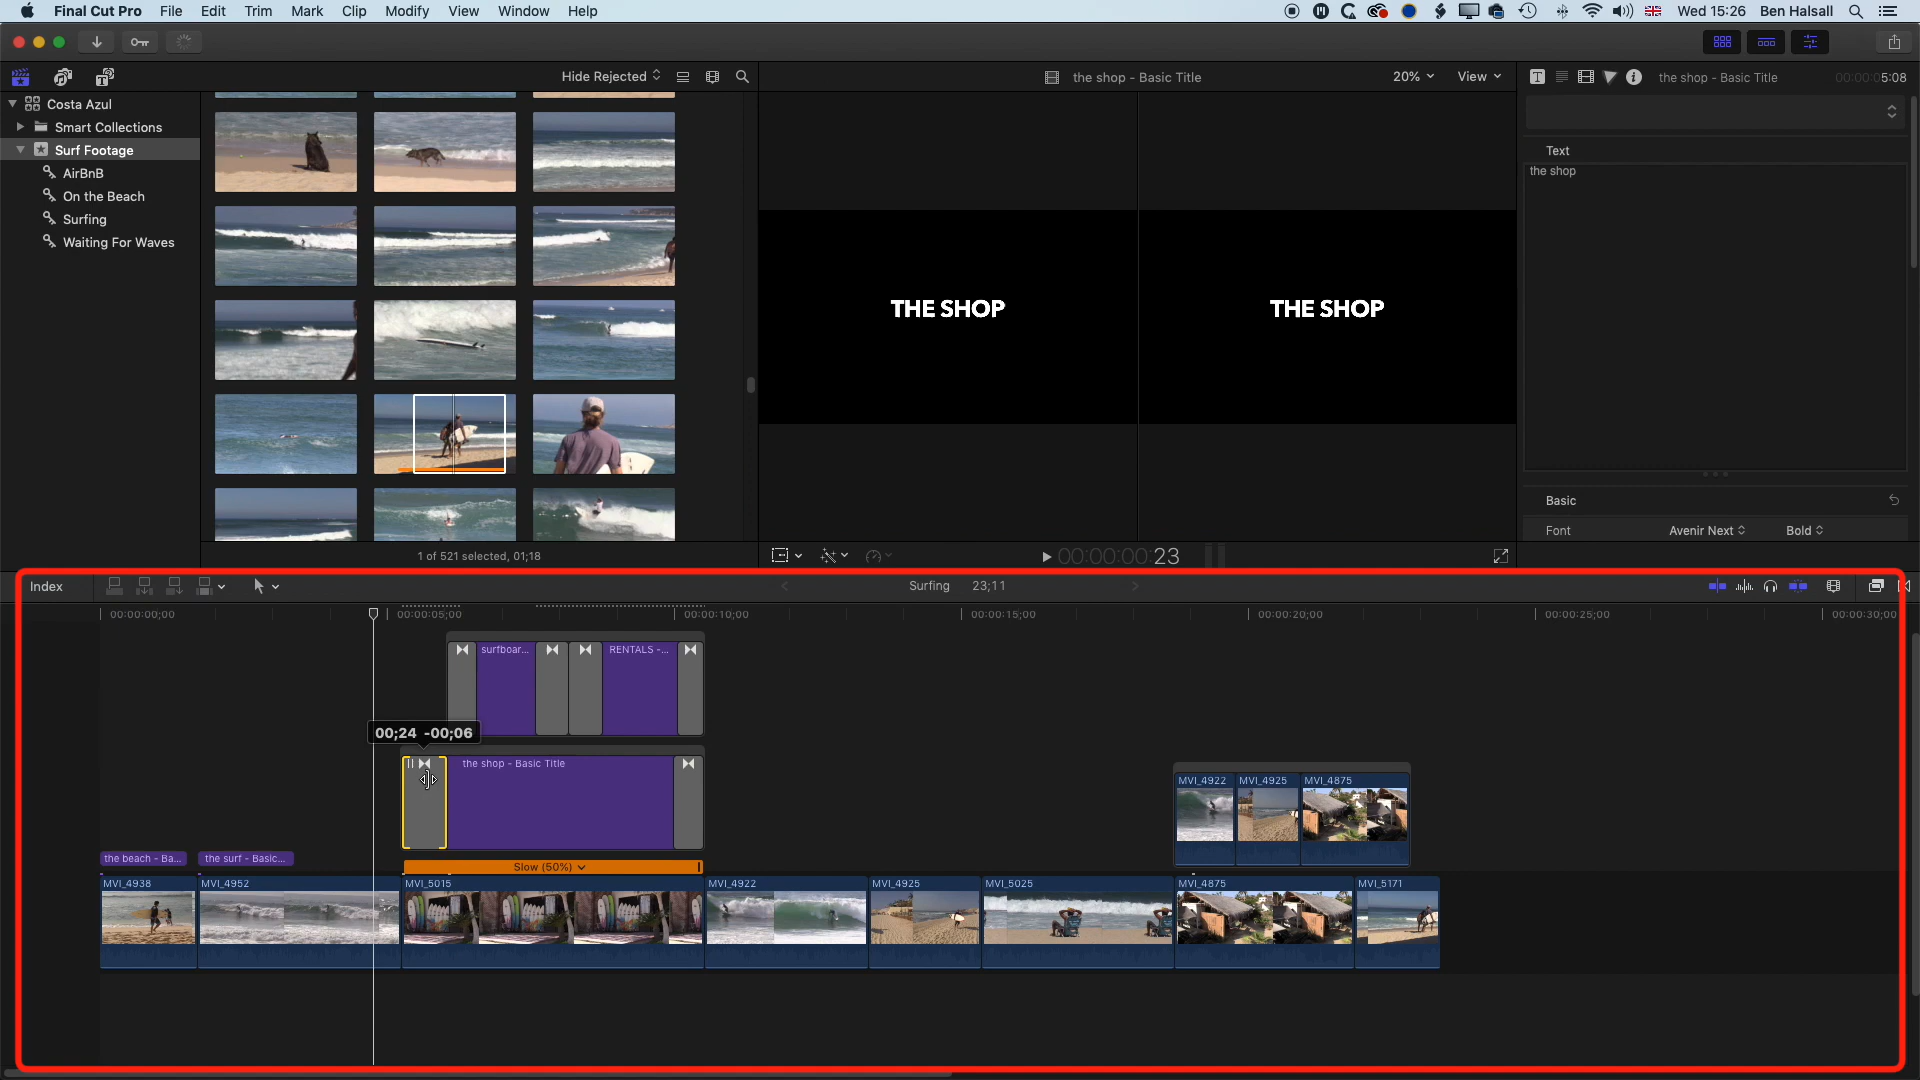 Final Cut Pro File Edit Trim Mark Clip Modify View Window Help Wed 15:26 Ben Halsall
Hide Rejected
the shop - Basic Title
20% View
the shop - Basic Title 00:00:05:08
Costa Azul
Smart Collections
Surf Footage
AirBnB
On the Beach
Surfing
Waiting For Waves
THE SHOP
THE SHOP
Text
the shop
Basic
Font Avenir Next Bold
1 of 521 selected, 01;18
00:00:00:23
Index
Surfing 23;11
00:00:00;00 00:00:05;00 00:00:10;00 00:00:15;00 00:00:20;00 00:00:25;00 00:00:30;00
surfboar... RENTALS -...
00;24 -00;06
the shop - Basic Title
MVI_4922 MVI_4925 MVI_4875
the beach - Ba... the surf - Basic...
Slow (50%)
MVI_4938 MVI_4952 MVI_5015 MVI_4922 MVI_4925 MVI_5025 MVI_4875 MVI_5171